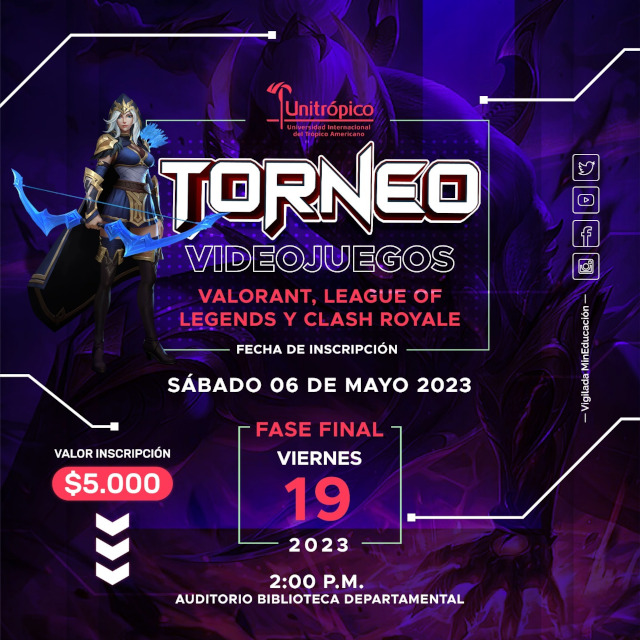 Unitrópico
Universidad Internacional
del Trópico Americano
TORNEO
VIDEOJUEGOS
VALORANT, LEAGUE OF
LEGENDS Y CLASH ROYALE
FECHA DE INSCRIPCIÓN
SÁBADO 06 DE MAYO 2023
VALOR INSCRIPCIÓN
$5.000
FASE FINAL
VIERNES
19
2023
2:00 P.M.
AUDITORIO BIBLIOTECA DEPARTAMENTAL
Vigilada MinEducación